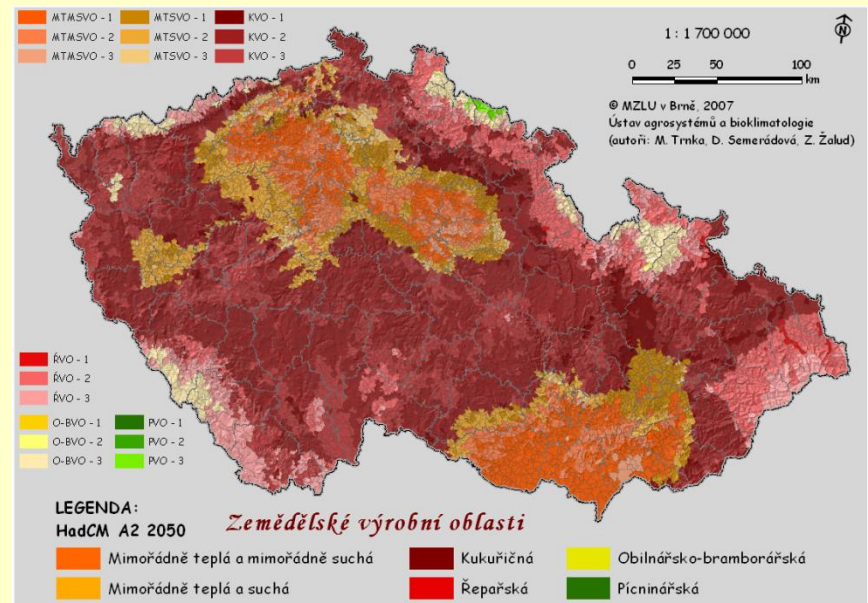 MTMSVO - 1 MTSVO - 1 KVO - 1
MTMSVO - 2 MTSVO - 2 KVO - 2
MTMSVO - 3 MTSVO - 3 KVO - 3
N
1 : 1 700 000
0 25 50 100
km
© MZLU v Brně, 2007
Ústav agrosystémů a bioklimatologie
(autoři: M. Trnka, D. Semerádová, Z. Žalud)
ŘVO - 1
ŘVO - 2
ŘVO - 3
O-BVO - 1 PVO - 1
O-BVO - 2 PVO - 2
O-BVO - 3 PVO - 3
LEGENDA:
HadCM A2 2050 Zemědělské výrobní oblasti
Mimořádně teplá a mimořádně suchá Kukuřičná Obilnářsko-bramborářská
Mimořádně teplá a suchá Řepařská Pícninářská